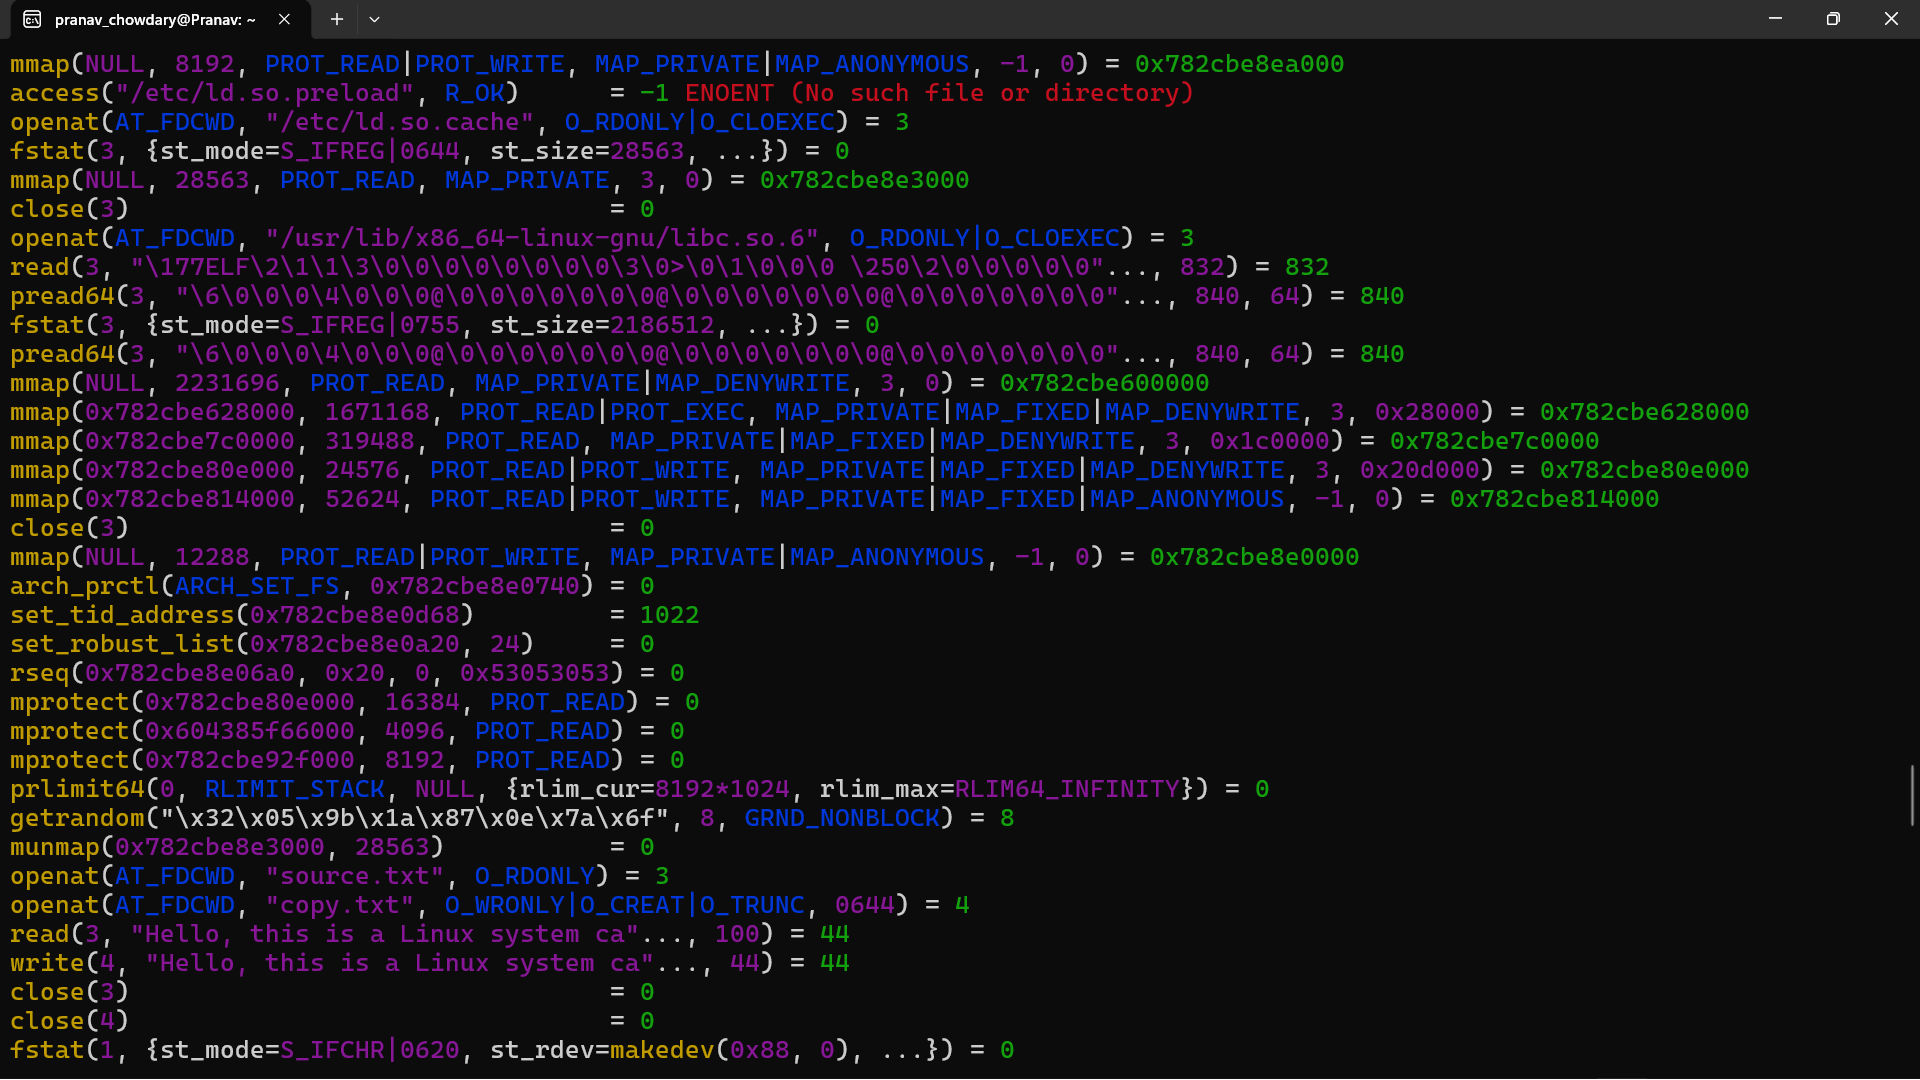 pranav_chowdary@Pranav: ~
mmap(NULL, 8192, PROT_READ|PROT_WRITE, MAP_PRIVATE|MAP_ANONYMOUS, -1, 0) = 0x782cbe8ea000
access("/etc/ld.so.preload", R_OK)      = -1 ENOENT (No such file or directory)
openat(AT_FDCWD, "/etc/ld.so.cache", O_RDONLY|O_CLOEXEC) = 3
fstat(3, {st_mode=S_IFREG|0644, st_size=28563, ...}) = 0
mmap(NULL, 28563, PROT_READ, MAP_PRIVATE, 3, 0) = 0x782cbe8e3000
close(3)                                = 0
openat(AT_FDCWD, "/usr/lib/x86_64-linux-gnu/libc.so.6", O_RDONLY|O_CLOEXEC) = 3
read(3, "\177ELF\2\1\1\3\0\0\0\0\0\0\0\0\3\0>\0\1\0\0\0 \250\2\0\0\0\0\0"..., 832) = 832
pread64(3, "\6\0\0\0\4\0\0\0@\0\0\0\0\0\0\0@\0\0\0\0\0\0\0@\0\0\0\0\0\0\0"..., 840, 64) = 840
fstat(3, {st_mode=S_IFREG|0755, st_size=2186512, ...}) = 0
pread64(3, "\6\0\0\0\4\0\0\0@\0\0\0\0\0\0\0@\0\0\0\0\0\0\0@\0\0\0\0\0\0\0"..., 840, 64) = 840
mmap(NULL, 2231696, PROT_READ, MAP_PRIVATE|MAP_DENYWRITE, 3, 0) = 0x782cbe600000
mmap(0x782cbe628000, 1671168, PROT_READ|PROT_EXEC, MAP_PRIVATE|MAP_FIXED|MAP_DENYWRITE, 3, 0x28000) = 0x782cbe628000
mmap(0x782cbe7c0000, 319488, PROT_READ, MAP_PRIVATE|MAP_FIXED|MAP_DENYWRITE, 3, 0x1c0000) = 0x782cbe7c0000
mmap(0x782cbe80e000, 24576, PROT_READ|PROT_WRITE, MAP_PRIVATE|MAP_FIXED|MAP_DENYWRITE, 3, 0x20d000) = 0x782cbe80e000
mmap(0x782cbe814000, 52624, PROT_READ|PROT_WRITE, MAP_PRIVATE|MAP_FIXED|MAP_ANONYMOUS, -1, 0) = 0x782cbe814000
close(3)                                = 0
mmap(NULL, 12288, PROT_READ|PROT_WRITE, MAP_PRIVATE|MAP_ANONYMOUS, -1, 0) = 0x782cbe8e0000
arch_prctl(ARCH_SET_FS, 0x782cbe8e0740) = 0
set_tid_address(0x782cbe8e0d68)         = 1022
set_robust_list(0x782cbe8e0a20, 24)     = 0
rseq(0x782cbe8e06a0, 0x20, 0, 0x53053053) = 0
mprotect(0x782cbe80e000, 16384, PROT_READ) = 0
mprotect(0x604385f66000, 4096, PROT_READ) = 0
mprotect(0x782cbe92f000, 8192, PROT_READ) = 0
prlimit64(0, RLIMIT_STACK, NULL, {rlim_cur=8192*1024, rlim_max=RLIM64_INFINITY}) = 0
getrandom("\x32\x05\x9b\x1a\x87\x0e\x7a\x6f", 8, GRND_NONBLOCK) = 8
munmap(0x782cbe8e3000, 28563)           = 0
openat(AT_FDCWD, "source.txt", O_RDONLY) = 3
openat(AT_FDCWD, "copy.txt", O_WRONLY|O_CREAT|O_TRUNC, 0644) = 4
read(3, "Hello, this is a Linux system ca"..., 100) = 44
write(4, "Hello, this is a Linux system ca"..., 44) = 44
close(3)                                = 0
close(4)                                = 0
fstat(1, {st_mode=S_IFCHR|0620, st_rdev=makedev(0x88, 0), ...}) = 0